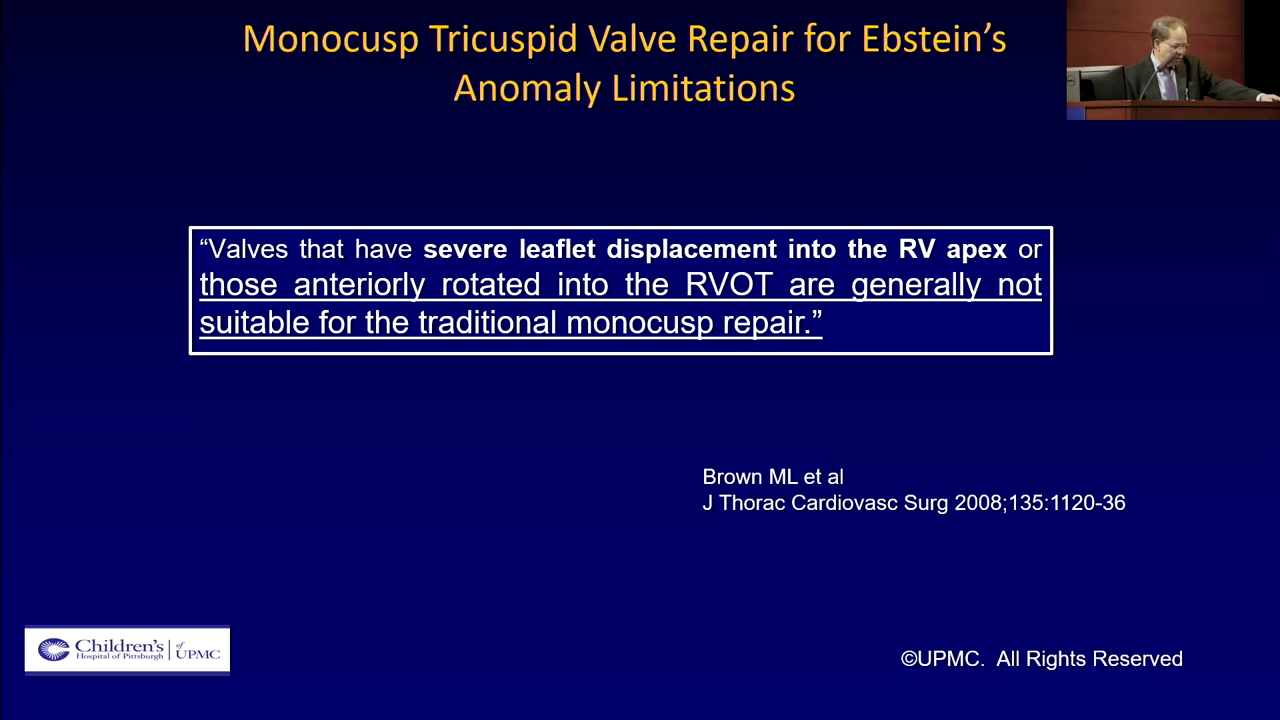 Monocusp Tricuspid Valve Repair for Ebstein’s
Anomaly Limitations
“Valves that have severe leaflet displacement into the RV apex or
those anteriorly rotated into the RVOT are generally not
suitable for the traditional monocusp repair.”
Brown ML et al
J Thorac Cardiovasc Surg 2008;135:1120-36
Children’s
Hospital of Pittsburgh
of
UPMC
©UPMC.  All Rights Reserved